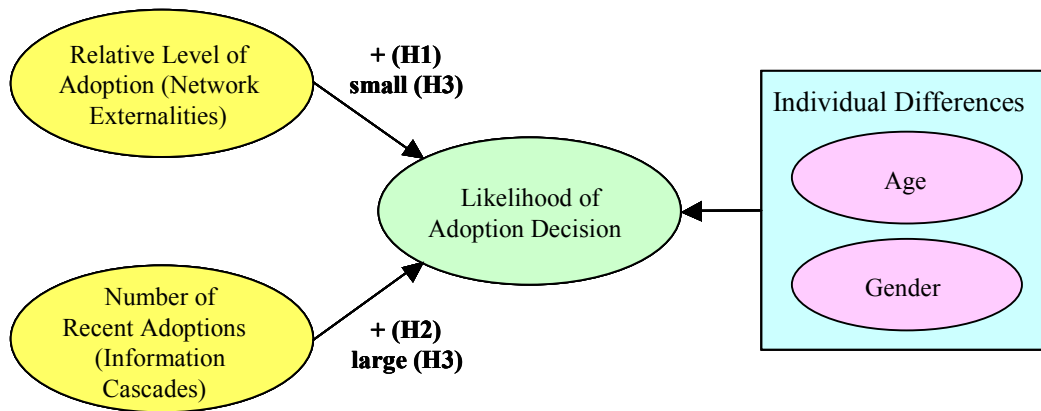 Relative Level of
Adoption (Network
Externalities)
+ (H1)
small (H3)
Likelihood of
Adoption Decision
Individual Differences
Age
Gender
Number of
Recent Adoptions
(Information
Cascades)
+ (H2)
large (H3)